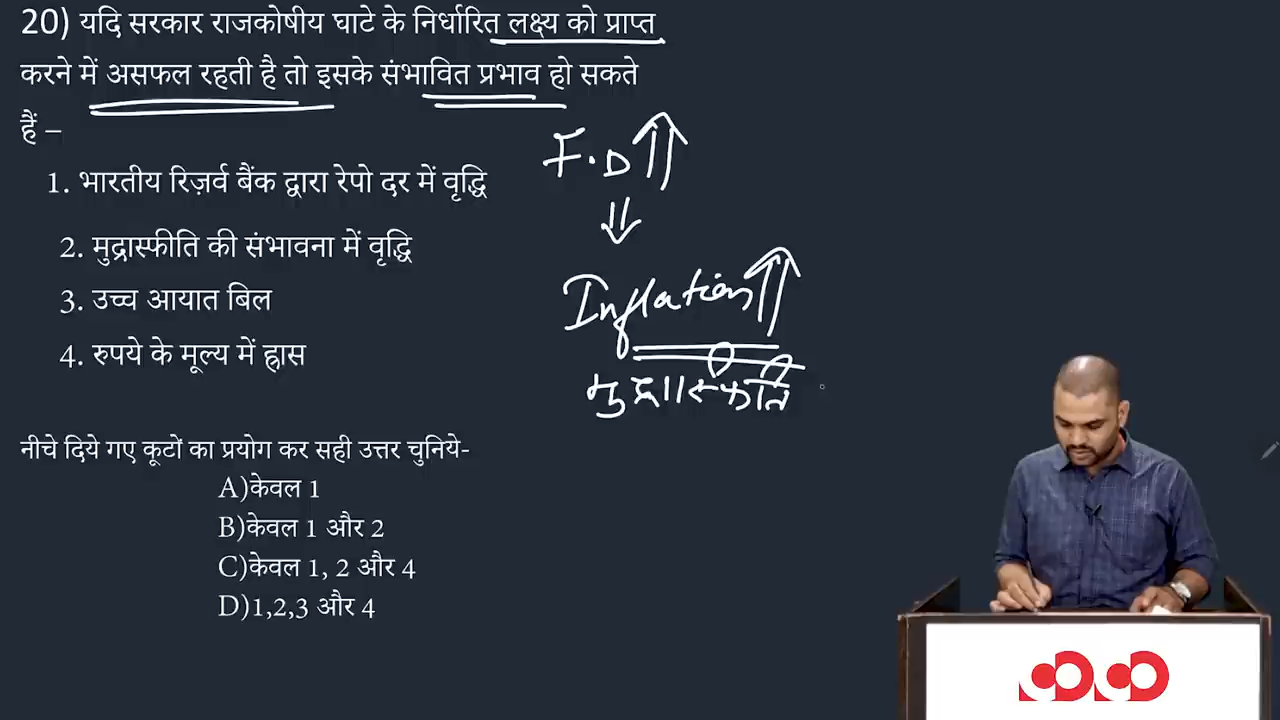 20) यदि सरकार राजकोषीय घाटे के निर्धारित लक्ष्य को प्राप्त
करने में असफल रहती है तो इसके संभावित प्रभाव हो सकते
हैं –
1. भारतीय रिज़र्व बैंक द्वारा रेपो दर में वृद्धि
2. मुद्रास्फीति की संभावना में वृद्धि
3. उच्च आयात बिल
4. रुपये के मूल्य में ह्रास
नीचे दिये गए कूटों का प्रयोग कर सही उत्तर चुनिये-
A)केवल 1
B)केवल 1 और 2
C)केवल 1, 2 और 4
D)1,2,3 और 4
F.D
Inflation
मुद्रास्फीति